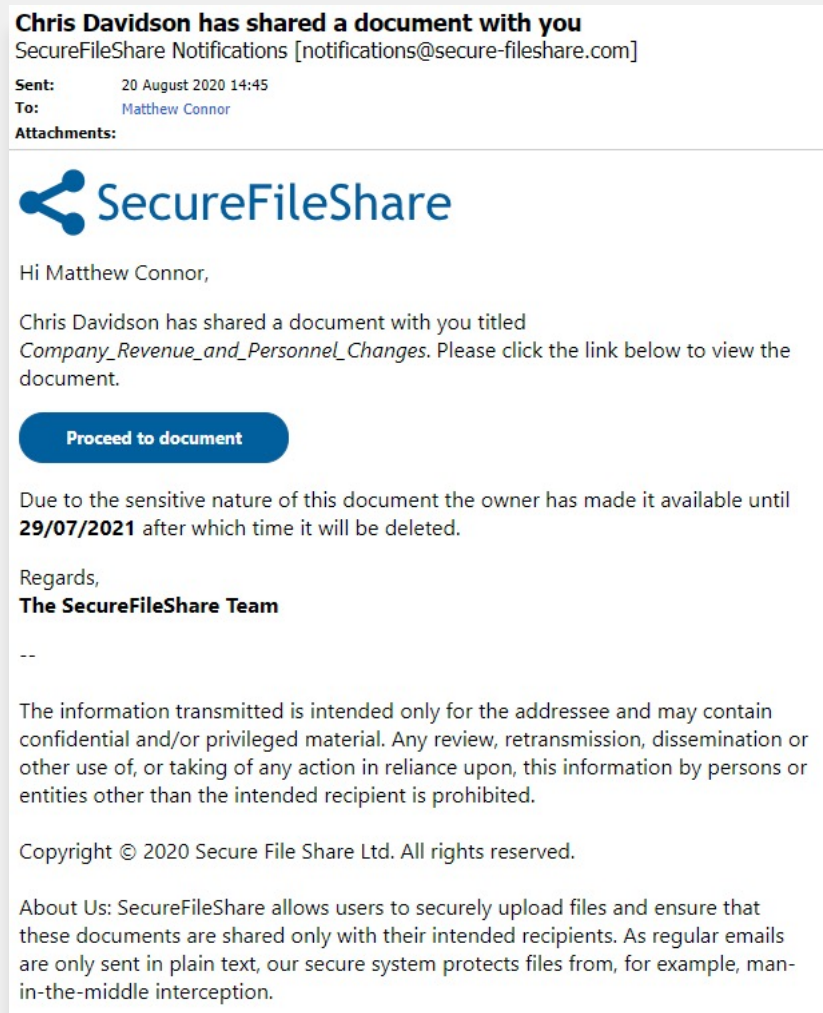 Chris Davidson has shared a document with you
SecureFileShare Notifications [notifications@secure-fileshare.com]
Sent: 20 August 2020 14:45
To: Matthew Connor
Attachments:
SecureFileShare
Hi Matthew Connor,
Chris Davidson has shared a document with you titled
Company_Revenue_and_Personnel_Changes. Please click the link below to view the
document.
Proceed to document
Due to the sensitive nature of this document the owner has made it available until
29/07/2021 after which time it will be deleted.
Regards,
The SecureFileShare Team
--
The information transmitted is intended only for the addressee and may contain
confidential and/or privileged material. Any review, retransmission, dissemination or
other use of, or taking of any action in reliance upon, this information by persons or
entities other than the intended recipient is prohibited.
Copyright © 2020 Secure File Share Ltd. All rights reserved.
About Us: SecureFileShare allows users to securely upload files and ensure that
these documents are shared only with their intended recipients. As regular emails
are only sent in plain text, our secure system protects files from, for example, man-
in-the-middle interception.